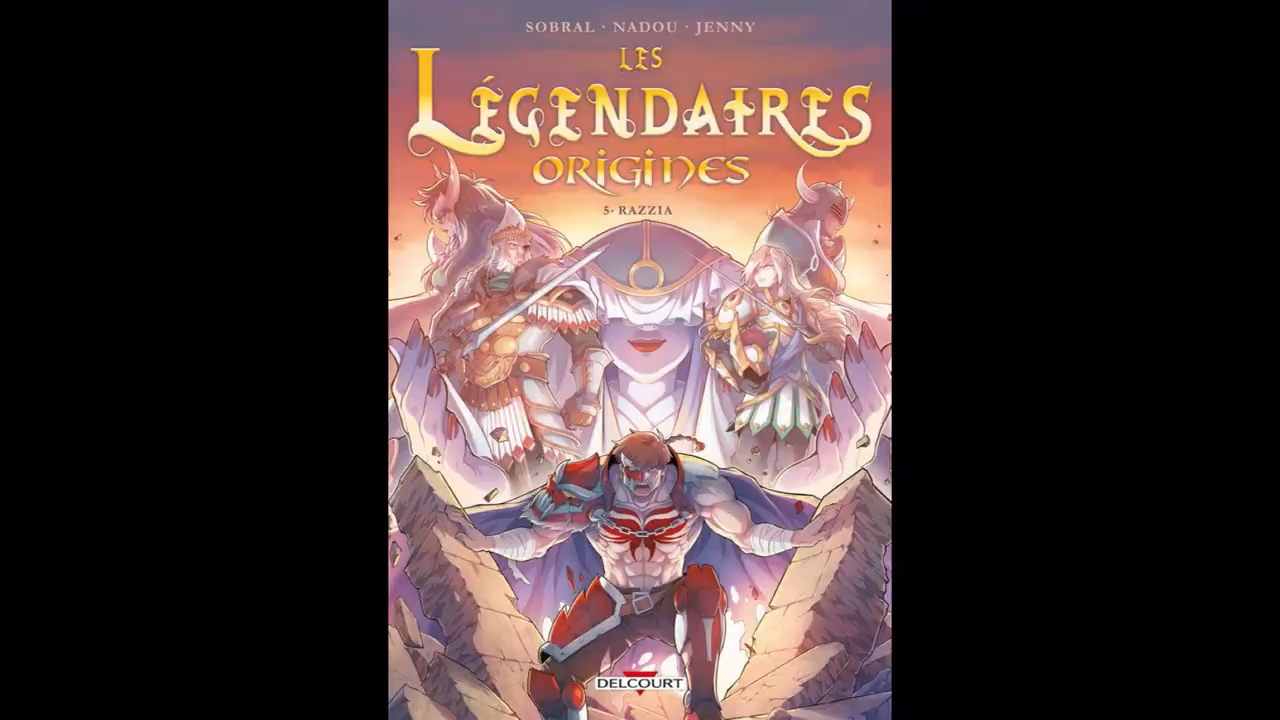 SOBRAL · NADOU · JENNY
LES
LÉGENDAIRES
ORIGINES
5· RAZZIA
DELCOURT